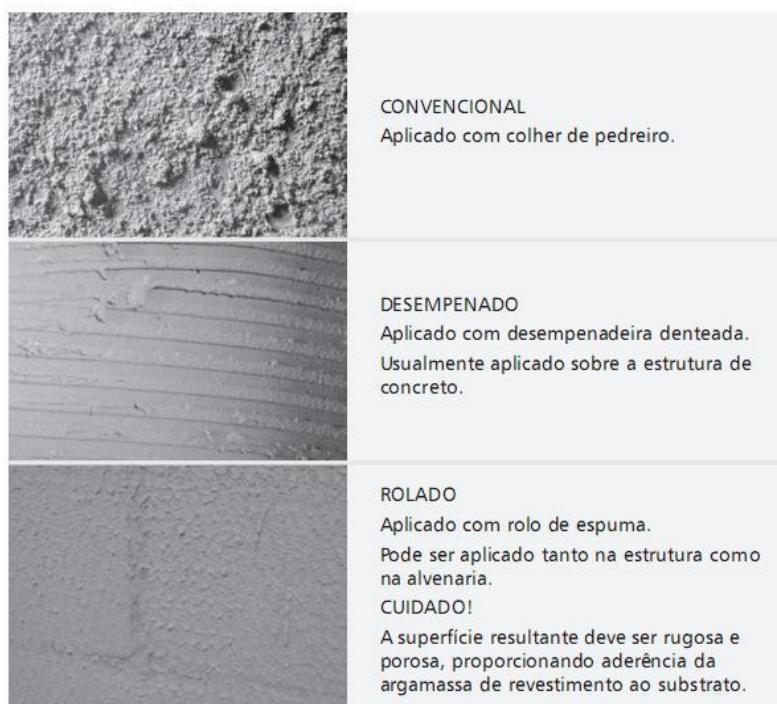 CONVENCIONAL
Aplicado com colher de pedreiro.
DESEMPENADO
Aplicado com desempenadeira denteada.
Usualmente aplicado sobre a estrutura de
concreto.
ROLADO
Aplicado com rolo de espuma.
Pode ser aplicado tanto na estrutura como
na alvenaria.
CUIDADO!
A superfície resultante deve ser rugosa e
porosa, proporcionando aderência da
argamassa de revestimento ao substrato.